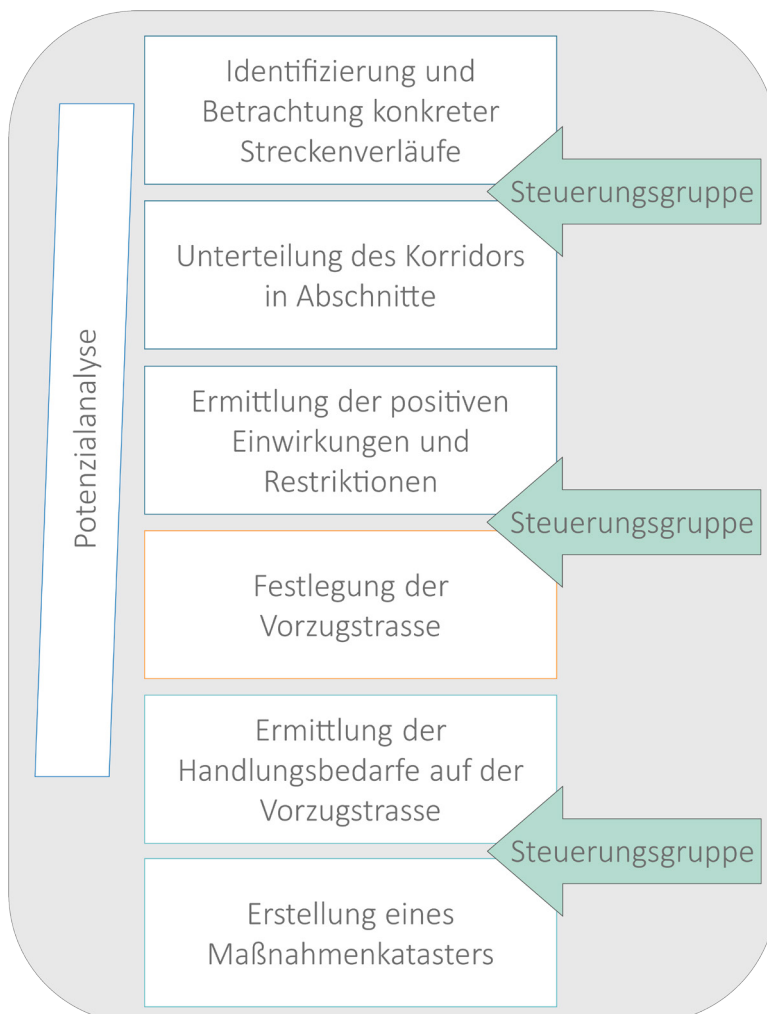 Identifizierung und
Betrachtung konkreter
Streckenverläufe
Steuerungsgruppe
Unterteilung des Korridors
in Abschnitte
Potenzialanalyse
Ermittlung der positiven
Einwirkungen und
Restriktionen
Steuerungsgruppe
Festlegung der
Vorzugstrasse
Ermittlung der
Handlungsbedarfe auf der
Vorzugstrasse
Steuerungsgruppe
Erstellung eines
Maßnahmenkatasters